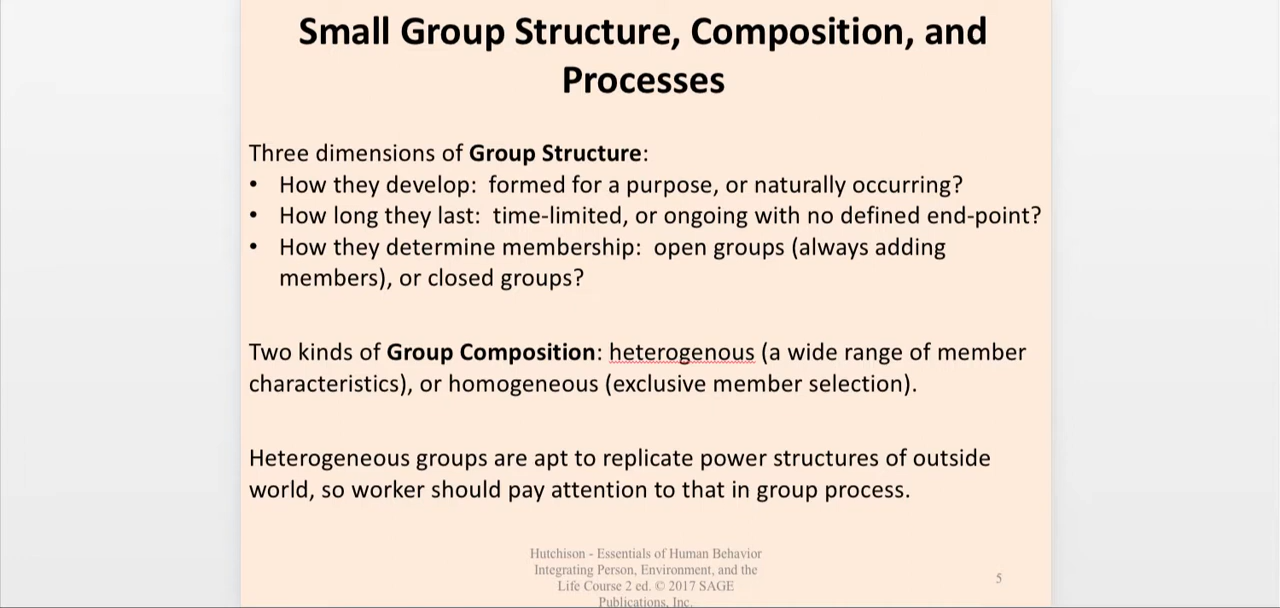 Small Group Structure, Composition, and
Processes
Three dimensions of Group Structure:
• How they develop:  formed for a purpose, or naturally occurring?
• How long they last:  time-limited, or ongoing with no defined end-point?
• How they determine membership:  open groups (always adding
members), or closed groups?
Two kinds of Group Composition: heterogenous (a wide range of member
characteristics), or homogeneous (exclusive member selection).
Heterogeneous groups are apt to replicate power structures of outside
world, so worker should pay attention to that in group process.
Hutchison - Essentials of Human Behavior
Integrating Person, Environment, and the
Life Course 2 ed. © 2017 SAGE
Publications, Inc.
5